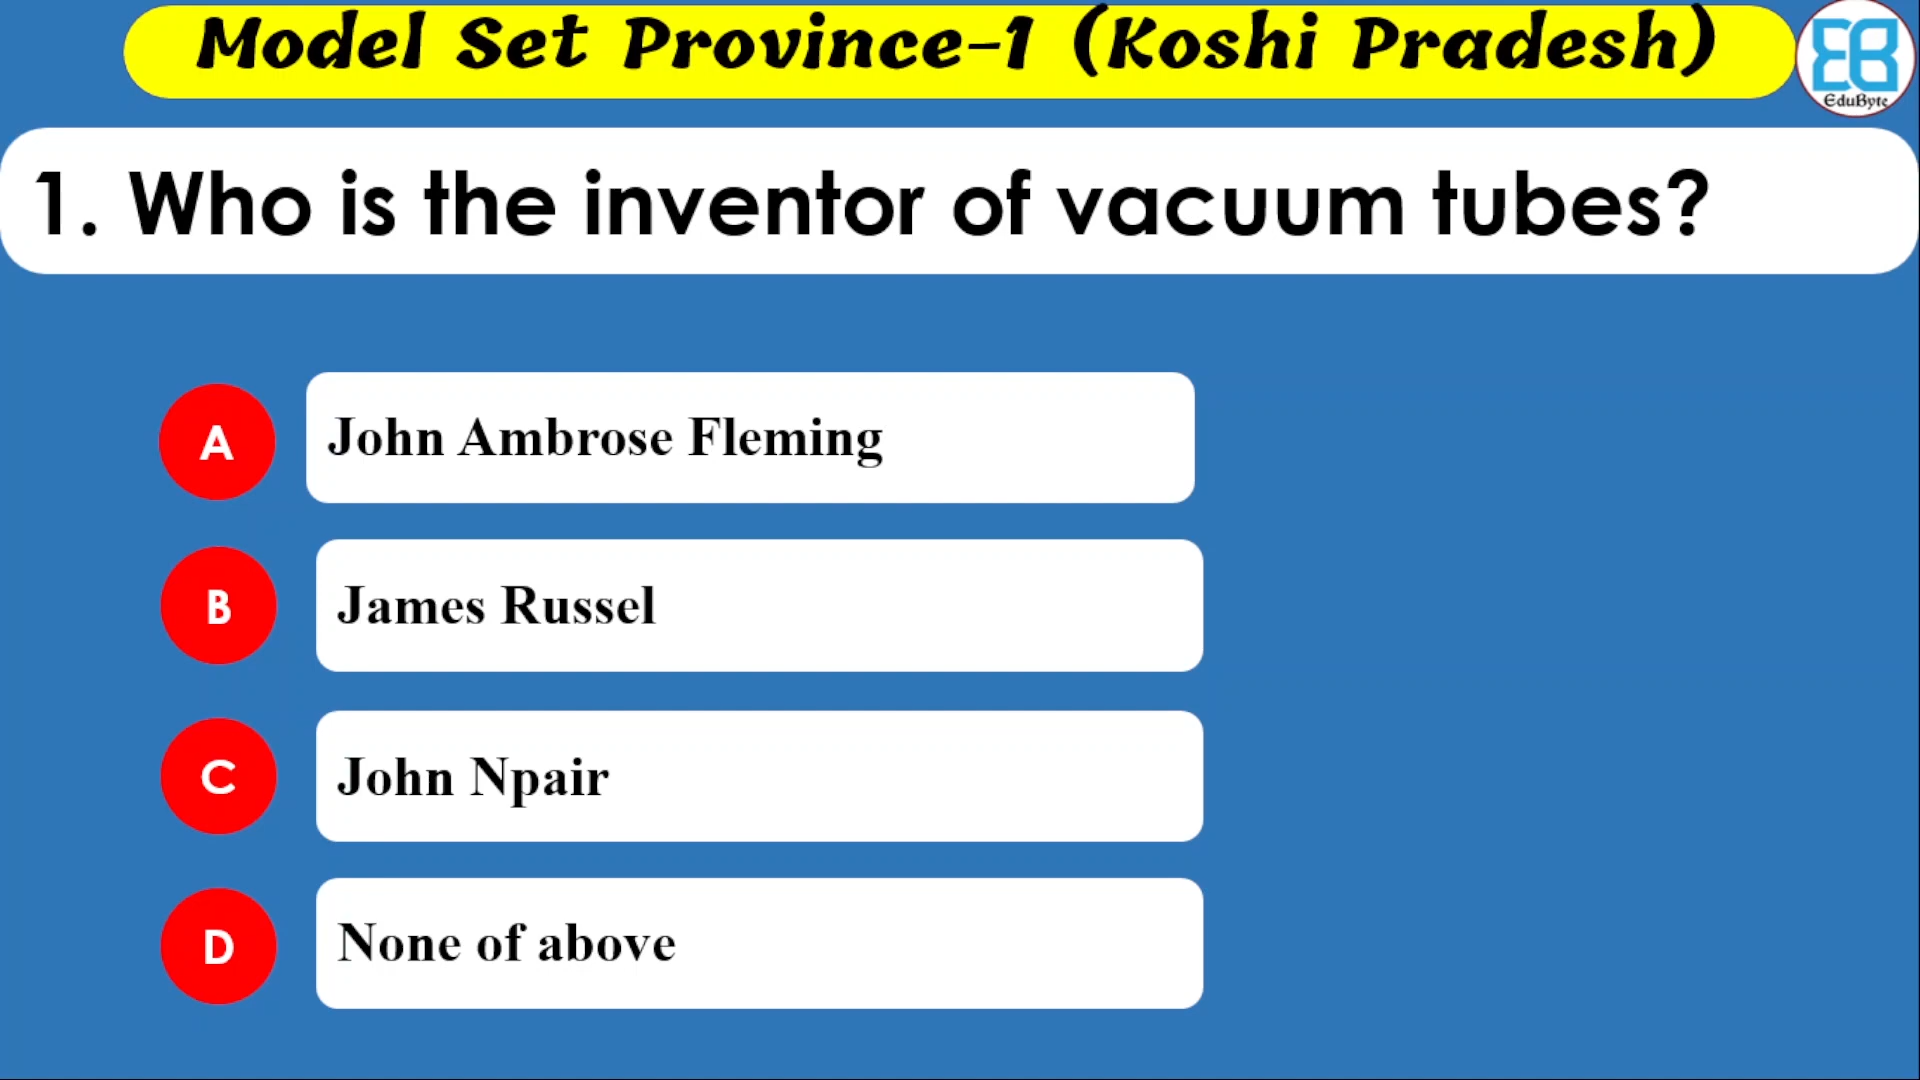 Model Set Province-1 (Koshi Pradesh)
EB
EduByte
1. Who is the inventor of vacuum tubes?
A
John Ambrose Fleming
B
James Russel
C
John Npair
D
None of above